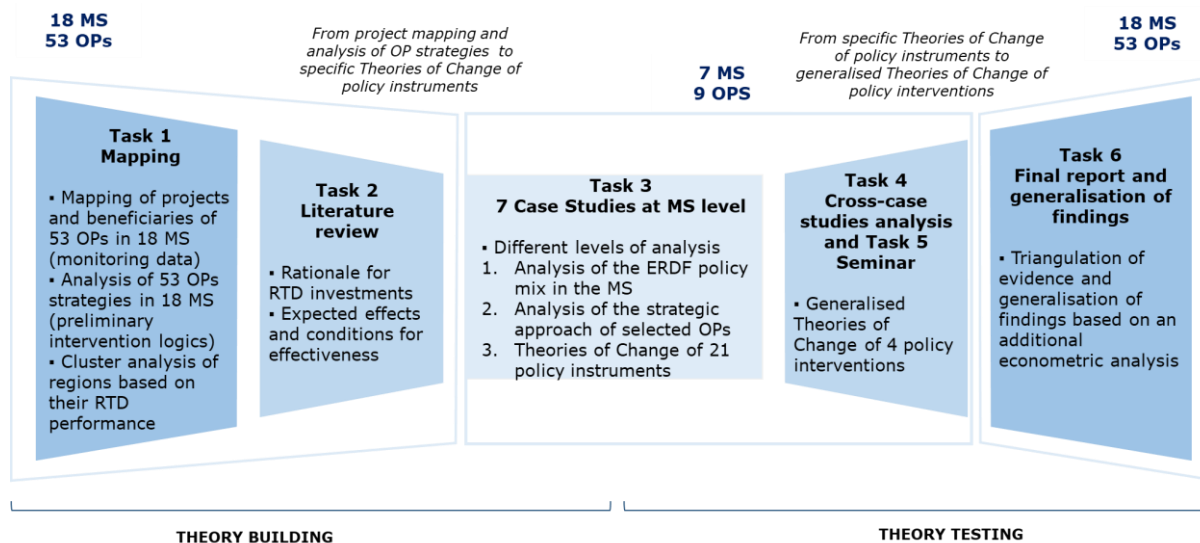 18 MS
53 OPs
From project mapping and
analysis of OP strategies to
specific Theories of Change of
policy instruments
7 MS
9 OPS
From specific Theories of Change
of policy instruments to
generalised Theories of Change of
policy interventions
18 MS
53 OPs
Task 1
Mapping
▪ Mapping of projects
and beneficiaries of
53 OPs in 18 MS
(monitoring data)
▪ Analysis of 53 OPs
strategies in 18 MS
(preliminary
intervention logics)
▪ Cluster analysis of
regions based on
their RTD
performance
Task 2
Literature
review
▪ Rationale for
RTD investments
▪ Expected effects
and conditions for
effectiveness
Task 3
7 Case Studies at MS level
▪ Different levels of analysis
1. Analysis of the ERDF policy
mix in the MS
2. Analysis of the strategic
approach of selected OPs
3. Theories of Change of 21
policy instruments
Task 4
Cross-case
studies analysis
and Task 5
Seminar
▪ Generalised
Theories of
Change of 4 policy
interventions
Task 6
Final report and
generalisation of
findings
▪ Triangulation of
evidence and
generalisation of
findings based on an
additional
econometric analysis
THEORY BUILDING
THEORY TESTING